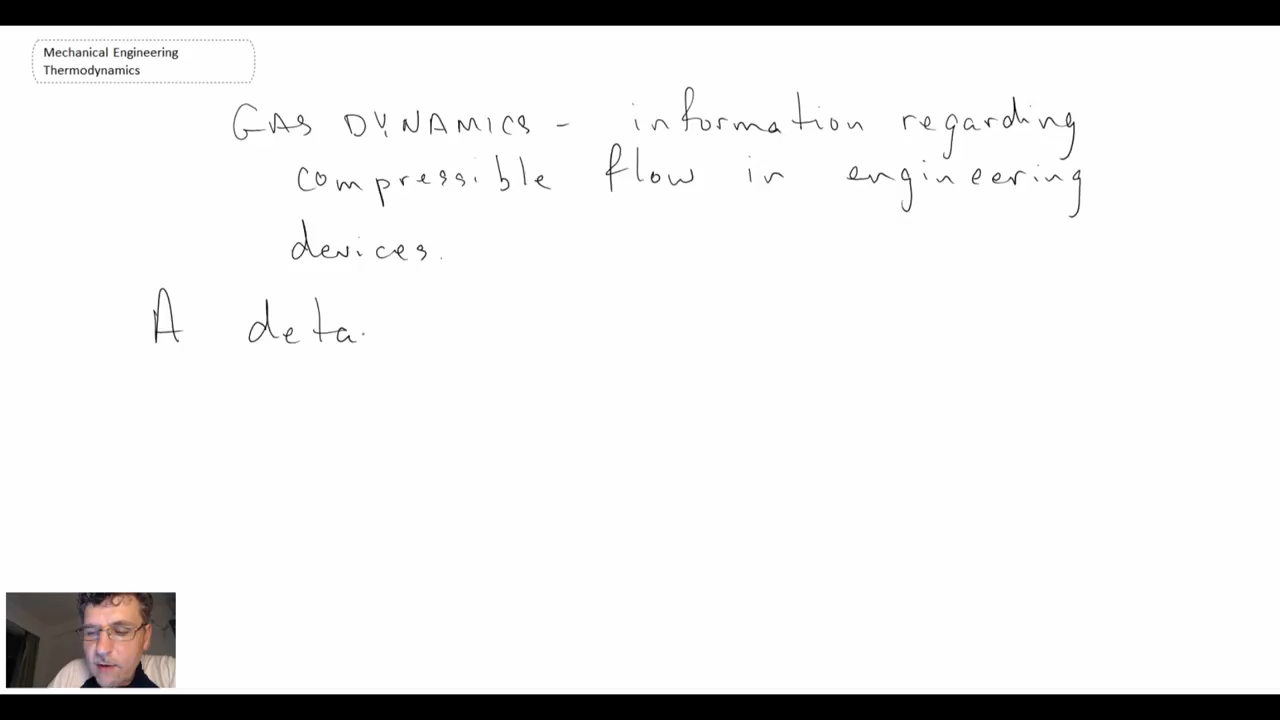 Mechanical Engineering
Thermodynamics
GAS DYNAMICS - information regarding
compressible flow in engineering
devices.
A deta